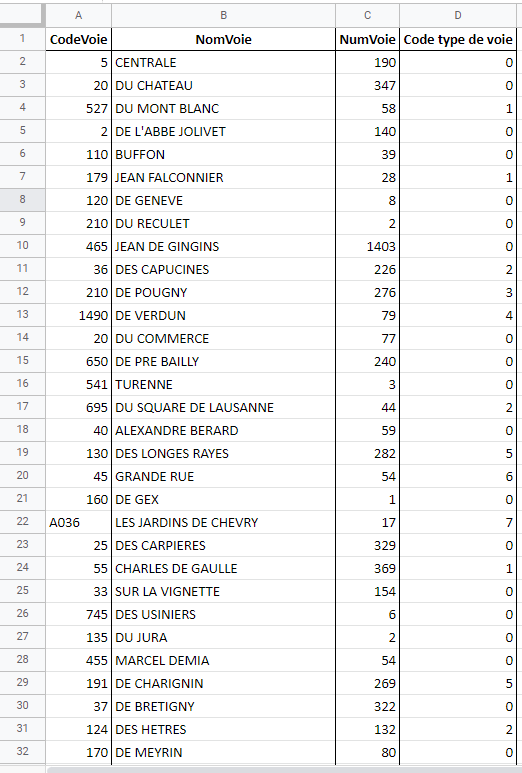 A B C D
1 CodeVoie NomVoie NumVoie Code type de voie
2 5 CENTRALE 190 0
3 20 DU CHATEAU 347 0
4 527 DU MONT BLANC 58 1
5 2 DE L'ABBE JOLIVET 140 0
6 110 BUFFON 39 0
7 179 JEAN FALCONNIER 28 1
8 120 DE GENEVE 8 0
9 210 DU RECULET 2 0
10 465 JEAN DE GINGINS 1403 0
11 36 DES CAPUCINES 226 2
12 210 DE POUGNY 276 3
13 1490 DE VERDUN 79 4
14 20 DU COMMERCE 77 0
15 650 DE PRE BAILLY 240 0
16 541 TURENNE 3 0
17 695 DU SQUARE DE LAUSANNE 44 2
18 40 ALEXANDRE BERARD 59 0
19 130 DES LONGES RAYES 282 5
20 45 GRANDE RUE 54 6
21 160 DE GEX 1 0
22 A036 LES JARDINS DE CHEVRY 17 7
23 25 DES CARPIERES 329 0
24 55 CHARLES DE GAULLE 369 1
25 33 SUR LA VIGNETTE 154 0
26 745 DES USINIERS 6 0
27 135 DU JURA 2 0
28 455 MARCEL DEMIA 54 0
29 191 DE CHARIGNIN 269 5
30 37 DE BRETIGNY 322 0
31 124 DES HETRES 132 2
32 170 DE MEYRIN 80 0